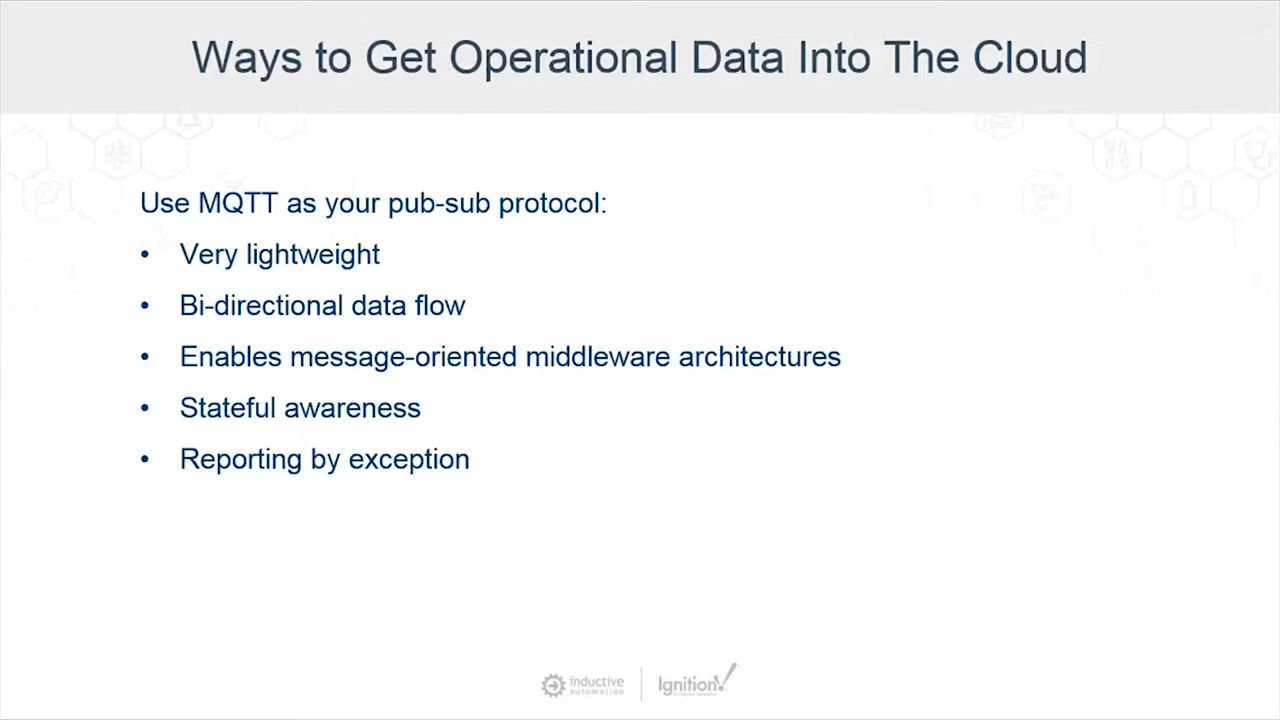 Ways to Get Operational Data Into The Cloud
Use MQTT as your pub-sub protocol:
• Very lightweight
• Bi-directional data flow
• Enables message-oriented middleware architectures
• Stateful awareness
• Reporting by exception
inductive automation
Ignition!